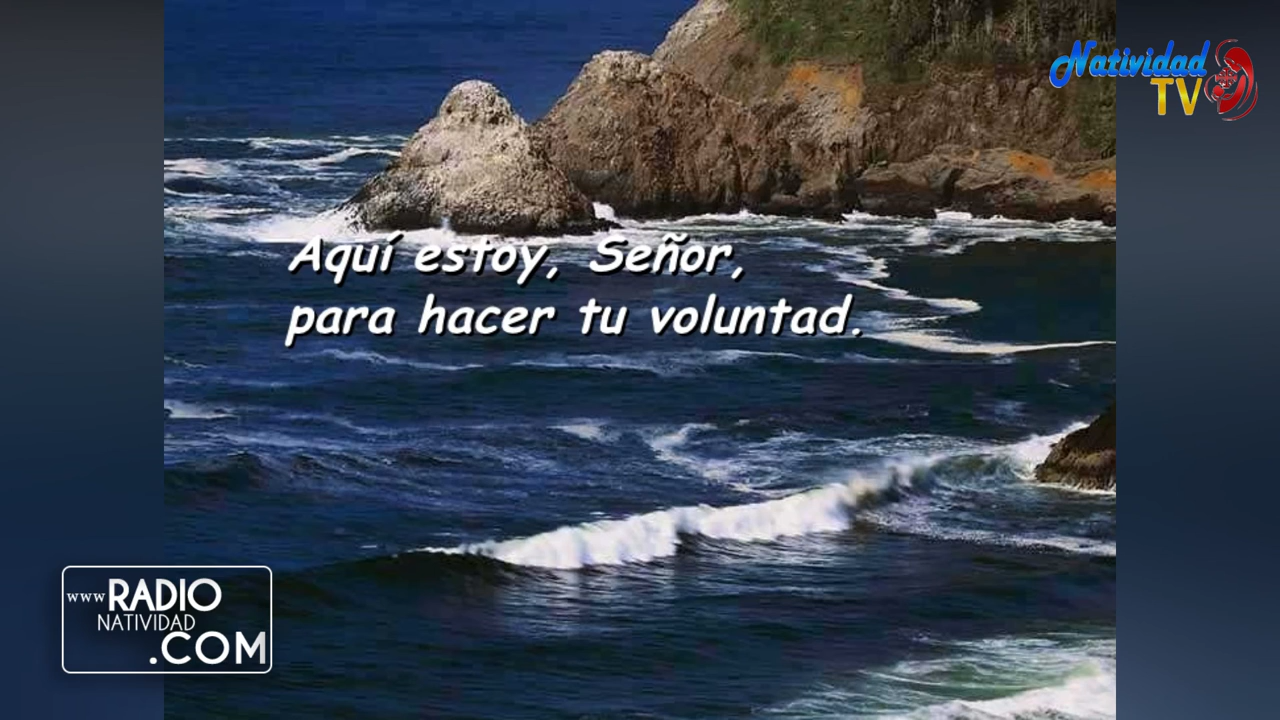 Natividad
TV
Aquí estoy, Señor,
para hacer tu voluntad.
www RADIO
NATIVIDAD
.COM